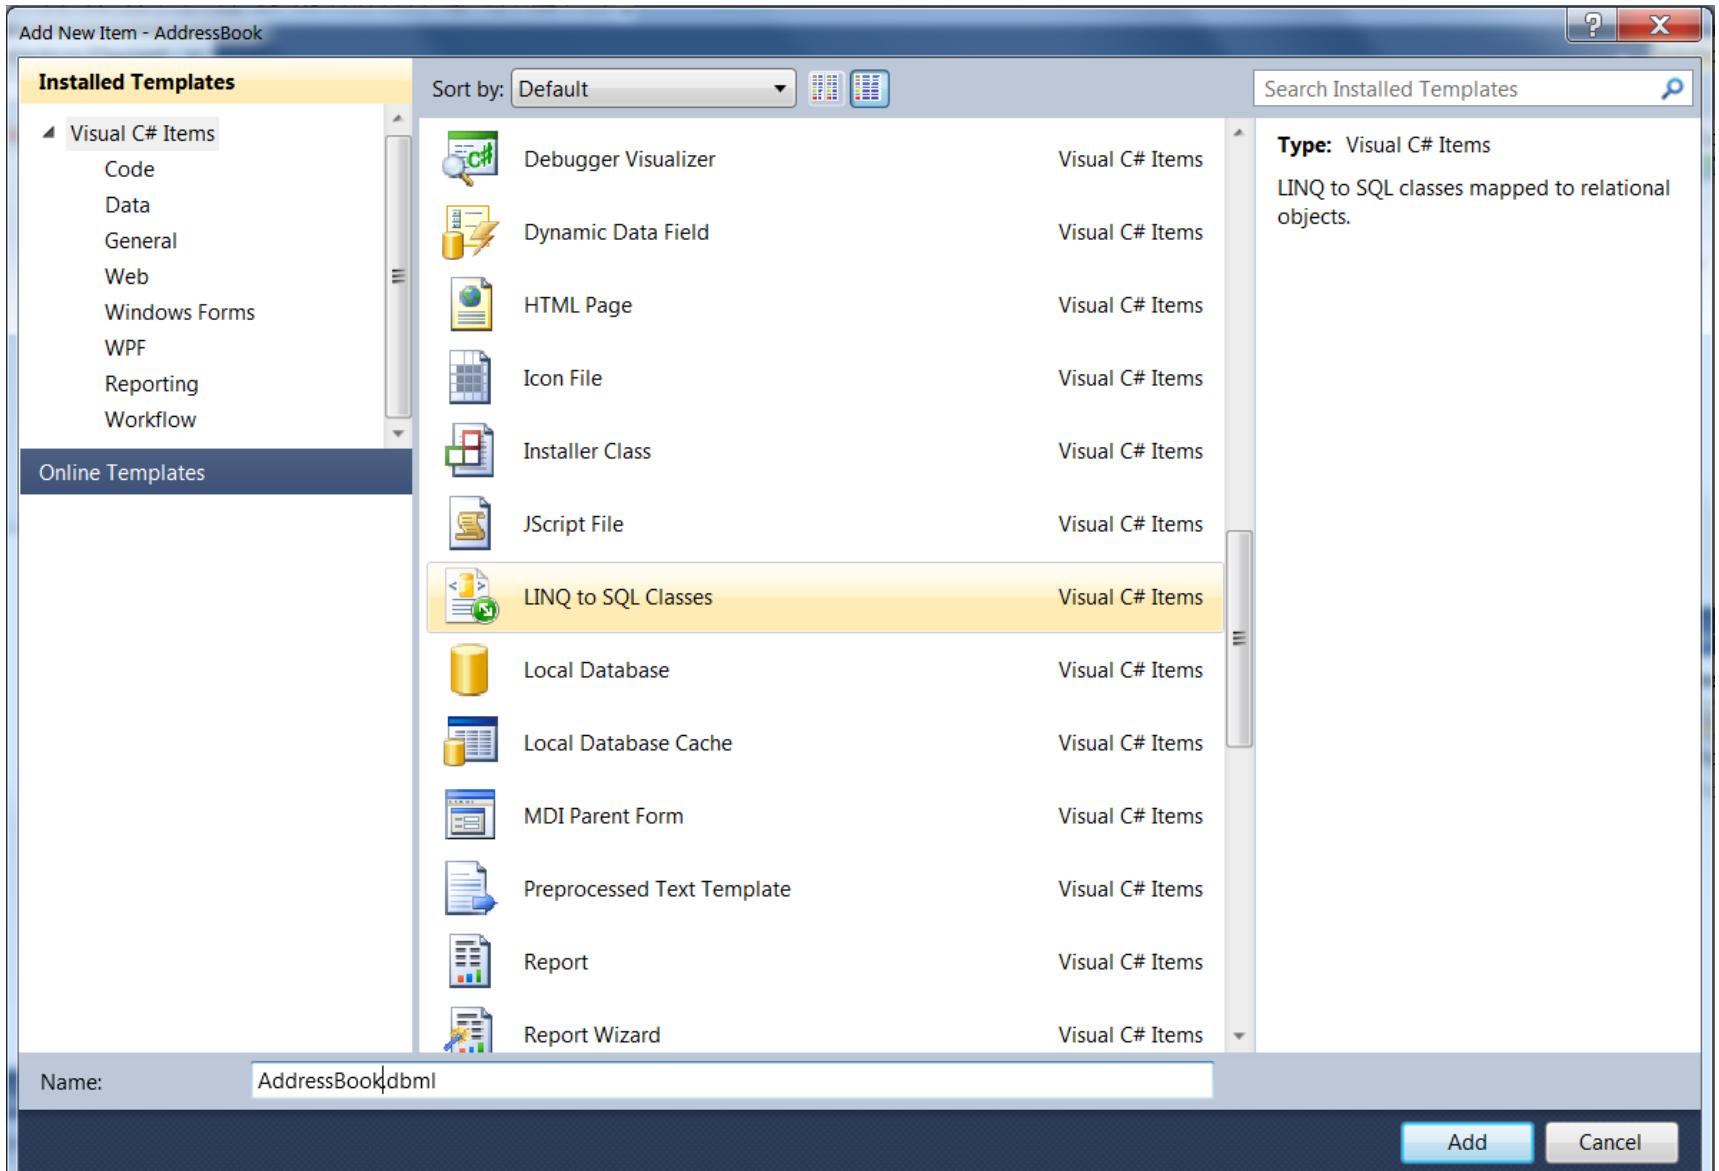 Add New Item - AddressBook
Installed Templates
Sort by: Default
Search Installed Templates
Visual C# Items
Code
Data
General
Web
Windows Forms
WPF
Reporting
Workflow
Online Templates
Debugger Visualizer Visual C# Items
Dynamic Data Field Visual C# Items
HTML Page Visual C# Items
Icon File Visual C# Items
Installer Class Visual C# Items
JScript File Visual C# Items
LINQ to SQL Classes Visual C# Items
Local Database Visual C# Items
Local Database Cache Visual C# Items
MDI Parent Form Visual C# Items
Preprocessed Text Template Visual C# Items
Report Visual C# Items
Report Wizard Visual C# Items
Type: Visual C# Items
LINQ to SQL classes mapped to relational
objects.
Name: AddressBook.dbml
Add Cancel